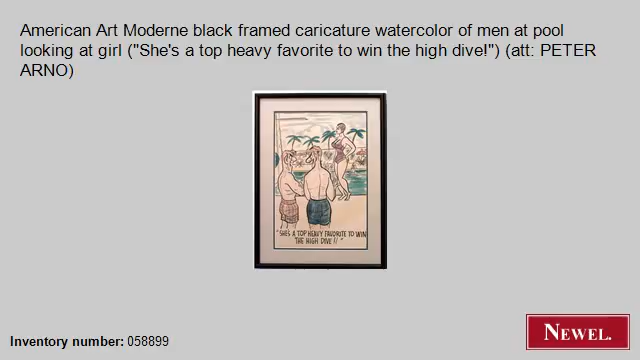 American Art Moderne black framed caricature watercolor of men at pool
looking at girl ("She's a top heavy favorite to win the high dive!") (att: PETER
ARNO)
"SHE'S A TOP HEAVY FAVORITE TO WIN
THE HIGH DIVE!!"
Inventory number: 058899
NEWEL.